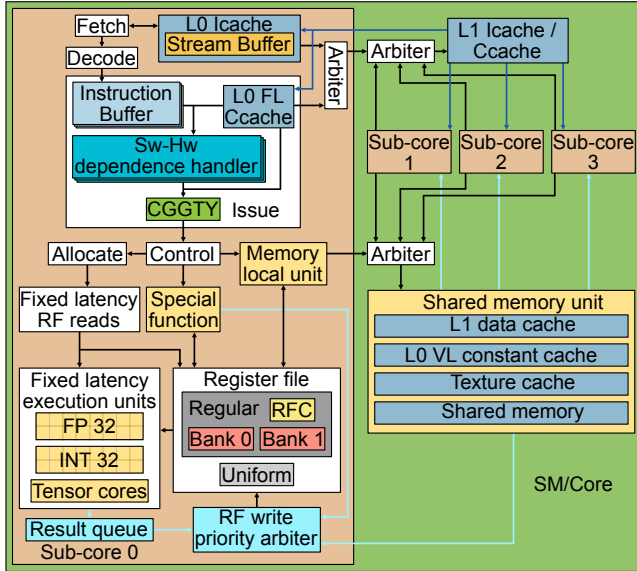 Fetch
L0 Icache
Stream Buffer
Decode
Arbiter
Arbiter
L1 Icache /
Ccache
Instruction
Buffer
L0 FL
Ccache
Sw-Hw
dependence handler
CGGTY
Issue
Sub-core
1
Sub-core
2
Sub-core
3
Allocate
Control
Memory
local unit
Arbiter
Fixed latency
RF reads
Special
function
Shared memory unit
L1 data cache
L0 VL constant cache
Texture cache
Shared memory
Fixed latency
execution units
FP 32
INT 32
Tensor cores
Register file
Regular
RFC
Bank 0
Bank 1
Uniform
Result queue
RF write
priority arbiter
Sub-core 0
SM/Core